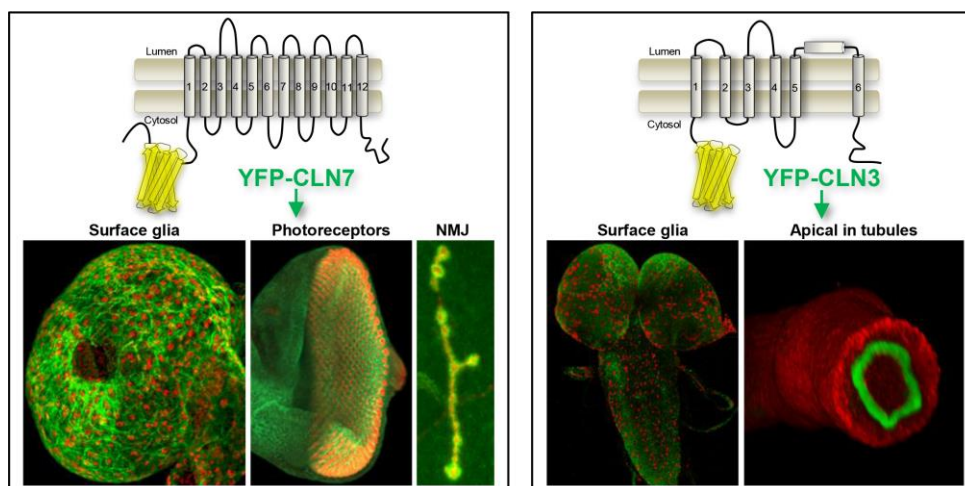 Lumen
1 2 3 4 5 6 7 8 9 10 11 12
Cytosol
YFP-CLN7
Surface glia
Photoreceptors
NMJ
Lumen
1 2 3 4 5 6
Cytosol
YFP-CLN3
Surface glia
Apical in tubules